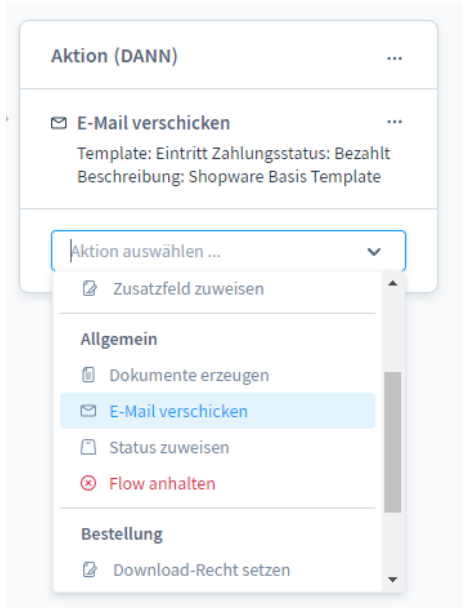 Aktion (DANN)
E-Mail verschicken
Template: Eintritt Zahlungsstatus: Bezahlt
Beschreibung: Shopware Basis Template
Aktion auswählen ...
Zusatzfeld zuweisen
Allgemein
Dokumente erzeugen
E-Mail verschicken
Status zuweisen
Flow anhalten
Bestellung
Download-Recht setzen